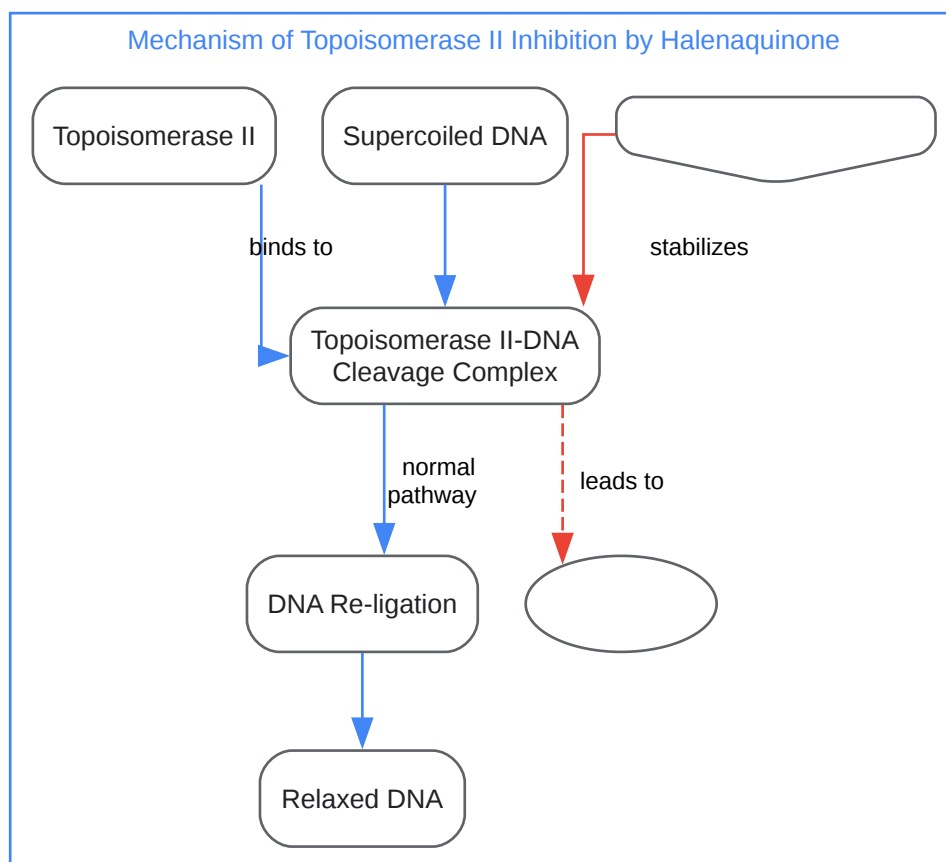 Mechanism of Topoisomerase II Inhibition by Halenaquinone
Topoisomerase II
Supercoiled DNA
binds to
stabilizes
Topoisomerase II-DNA
Cleavage Complex
normal
pathway
leads to
DNA Re-ligation
Relaxed DNA